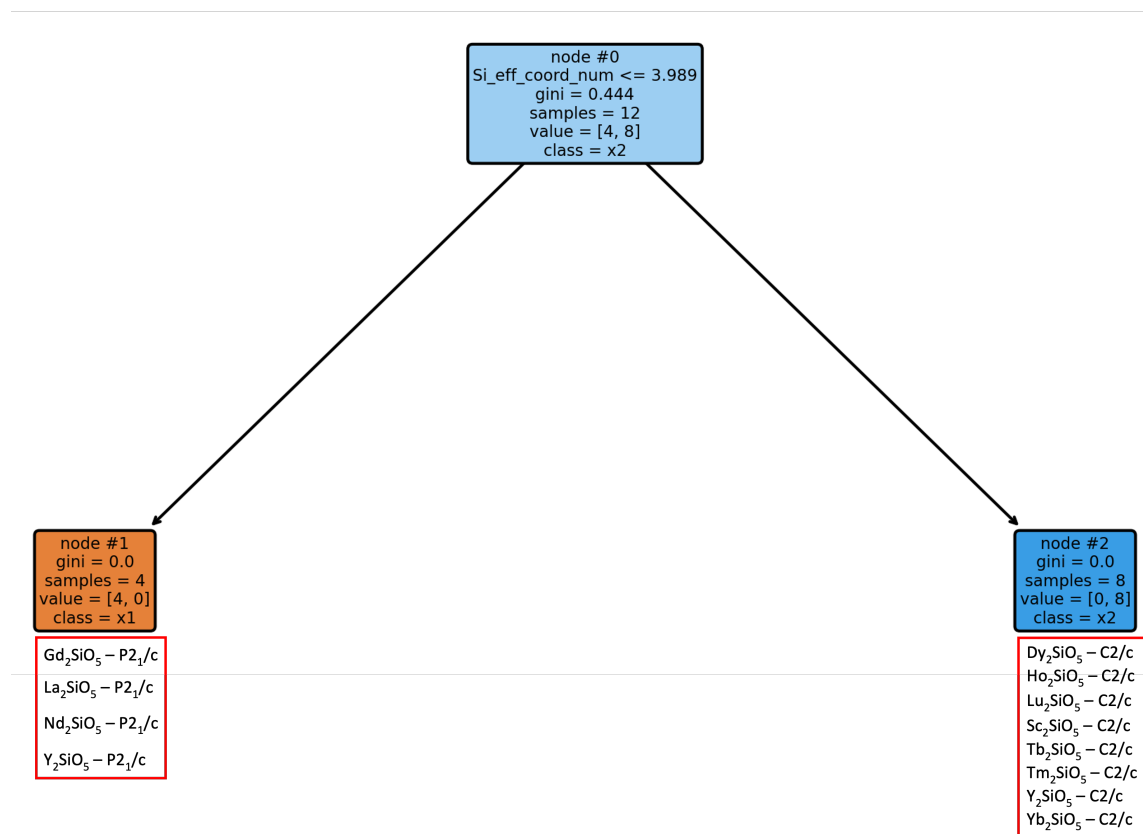 node #0
Si_eff_coord_num <= 3.989
gini = 0.444
samples = 12
value = [4, 8]
class = x2
node #1
gini = 0.0
samples = 4
value = [4, 0]
class = x1
Gd₂SiO₅ – P2₁/c
La₂SiO₅ – P2₁/c
Nd₂SiO₅ – P2₁/c
Y₂SiO₅ – P2₁/c
node #2
gini = 0.0
samples = 8
value = [0, 8]
class = x2
Dy₂SiO₅ – C2/c
Ho₂SiO₅ – C2/c
Lu₂SiO₅ – C2/c
Sc₂SiO₅ – C2/c
Tb₂SiO₅ – C2/c
Tm₂SiO₅ – C2/c
Y₂SiO₅ – C2/c
Yb₂SiO₅ – C2/c